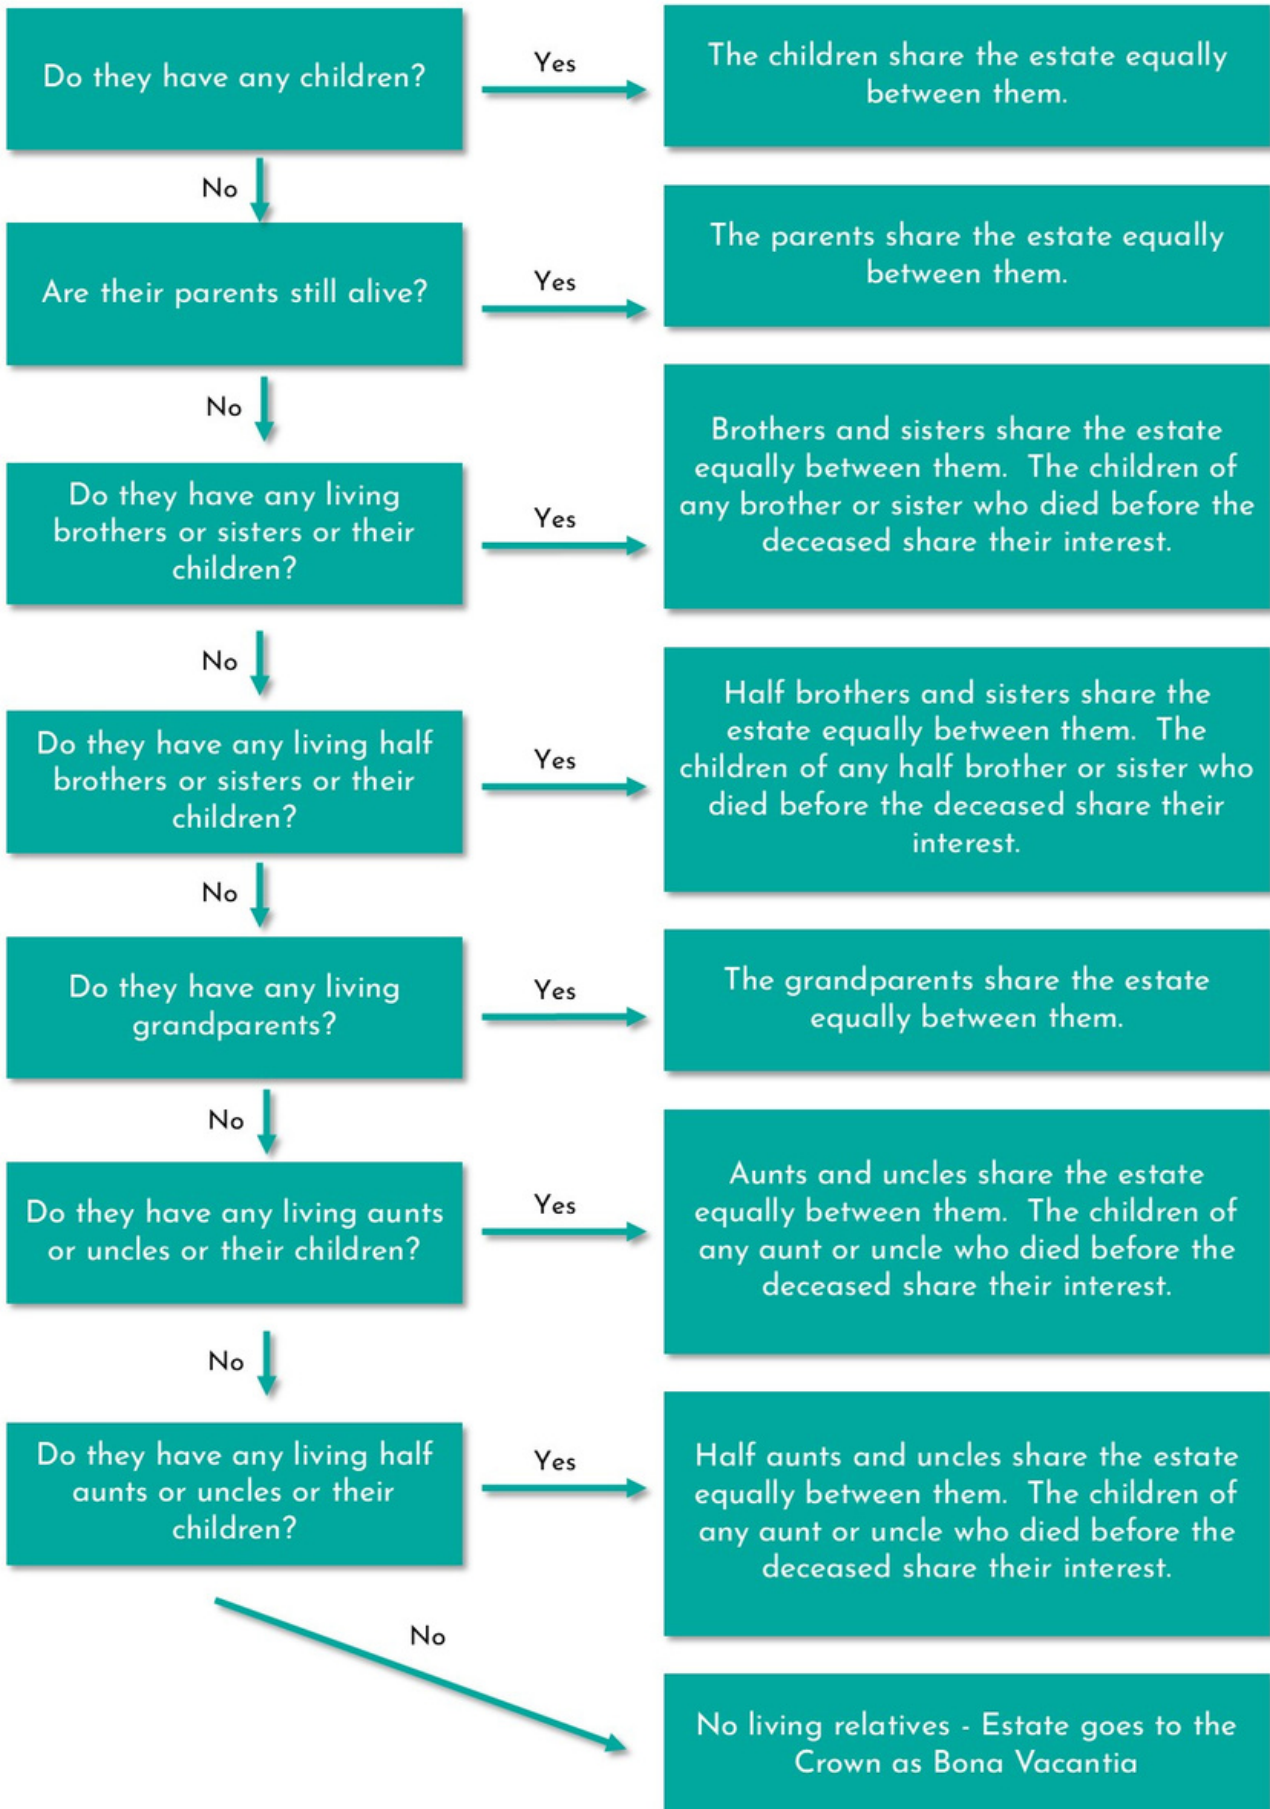 Do they have any children?
Yes
The children share the estate equally
between them.
No
Are their parents still alive?
Yes
The parents share the estate equally
between them.
No
Do they have any living
brothers or sisters or their
children?
Yes
Brothers and sisters share the estate
equally between them. The children of
any brother or sister who died before the
deceased share their interest.
No
Do they have any living half
brothers or sisters or their
children?
Yes
Half brothers and sisters share the
estate equally between them. The
children of any half brother or sister who
died before the deceased share their
interest.
No
Do they have any living
grandparents?
Yes
The grandparents share the estate
equally between them.
No
Do they have any living aunts
or uncles or their children?
Yes
Aunts and uncles share the estate
equally between them. The children of
any aunt or uncle who died before the
deceased share their interest.
No
Do they have any living half
aunts or uncles or their
children?
Yes
Half aunts and uncles share the estate
equally between them. The children of
any aunt or uncle who died before the
deceased share their interest.
No
No living relatives - Estate goes to the
Crown as Bona Vacantia